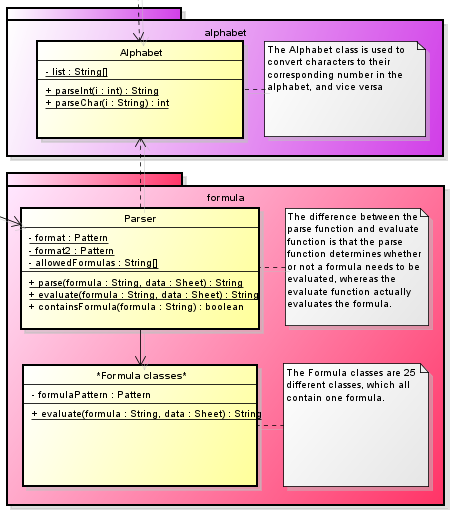 alphabet
Alphabet
- list : String[]
+ parseInt(i : int) : String
+ parseChar(i : String) : int
The Alphabet class is used to
convert characters to their
corresponding number in the
alphabet, and vice versa
formula
Parser
- format : Pattern
- format2 : Pattern
- allowedFormulas : String[]
+ parse(formula : String, data : Sheet) : String
+ evaluate(formula : String, data : Sheet) : String
+ containsFormula(formula : String) : boolean
The difference between the
parse function and evaluate
function is that the parse
function determines whether
or not a formula needs to be
evaluated, whereas the
evaluate function actually
evaluates the formula.
*Formula classes*
- formulaPattern : Pattern
+ evaluate(formula : String, data : Sheet) : String
The Formula classes are 25
different classes, which all
contain one formula.